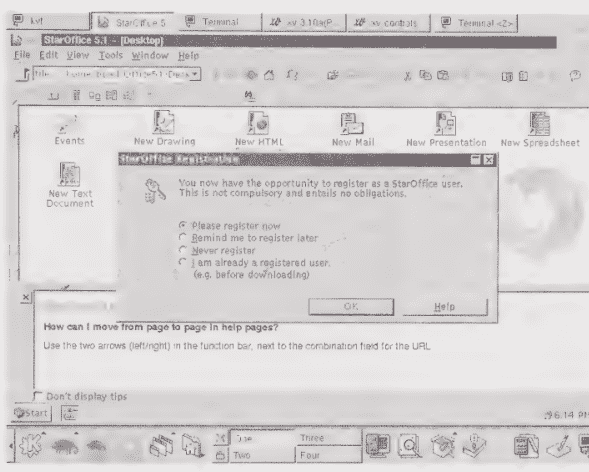 kvt
StarOffice 5
Terminal
xv 3.10a(P...
xv controls
Terminal <2>
StarOffice 5.1 - [Desktop]
File Edit View Tools Window Help
Events
New Drawing
New HTML
New Mail
New Presentation
New Spreadsheet
New Text
Document
StarOffice Registration
You now have the opportunity to register as a StarOffice user.
This is not compulsory and entails no obligations.
Please register now
Remind me to register later
Never register
I am already a registered user.
(e.g. before downloading)
OK
Help
How can I move from page to page in help pages?
Use the two arrows (left/right) in the function bar, next to the combination field for the URL
Don't display tips
Start
6:14 PM
One
Three
Two
Four